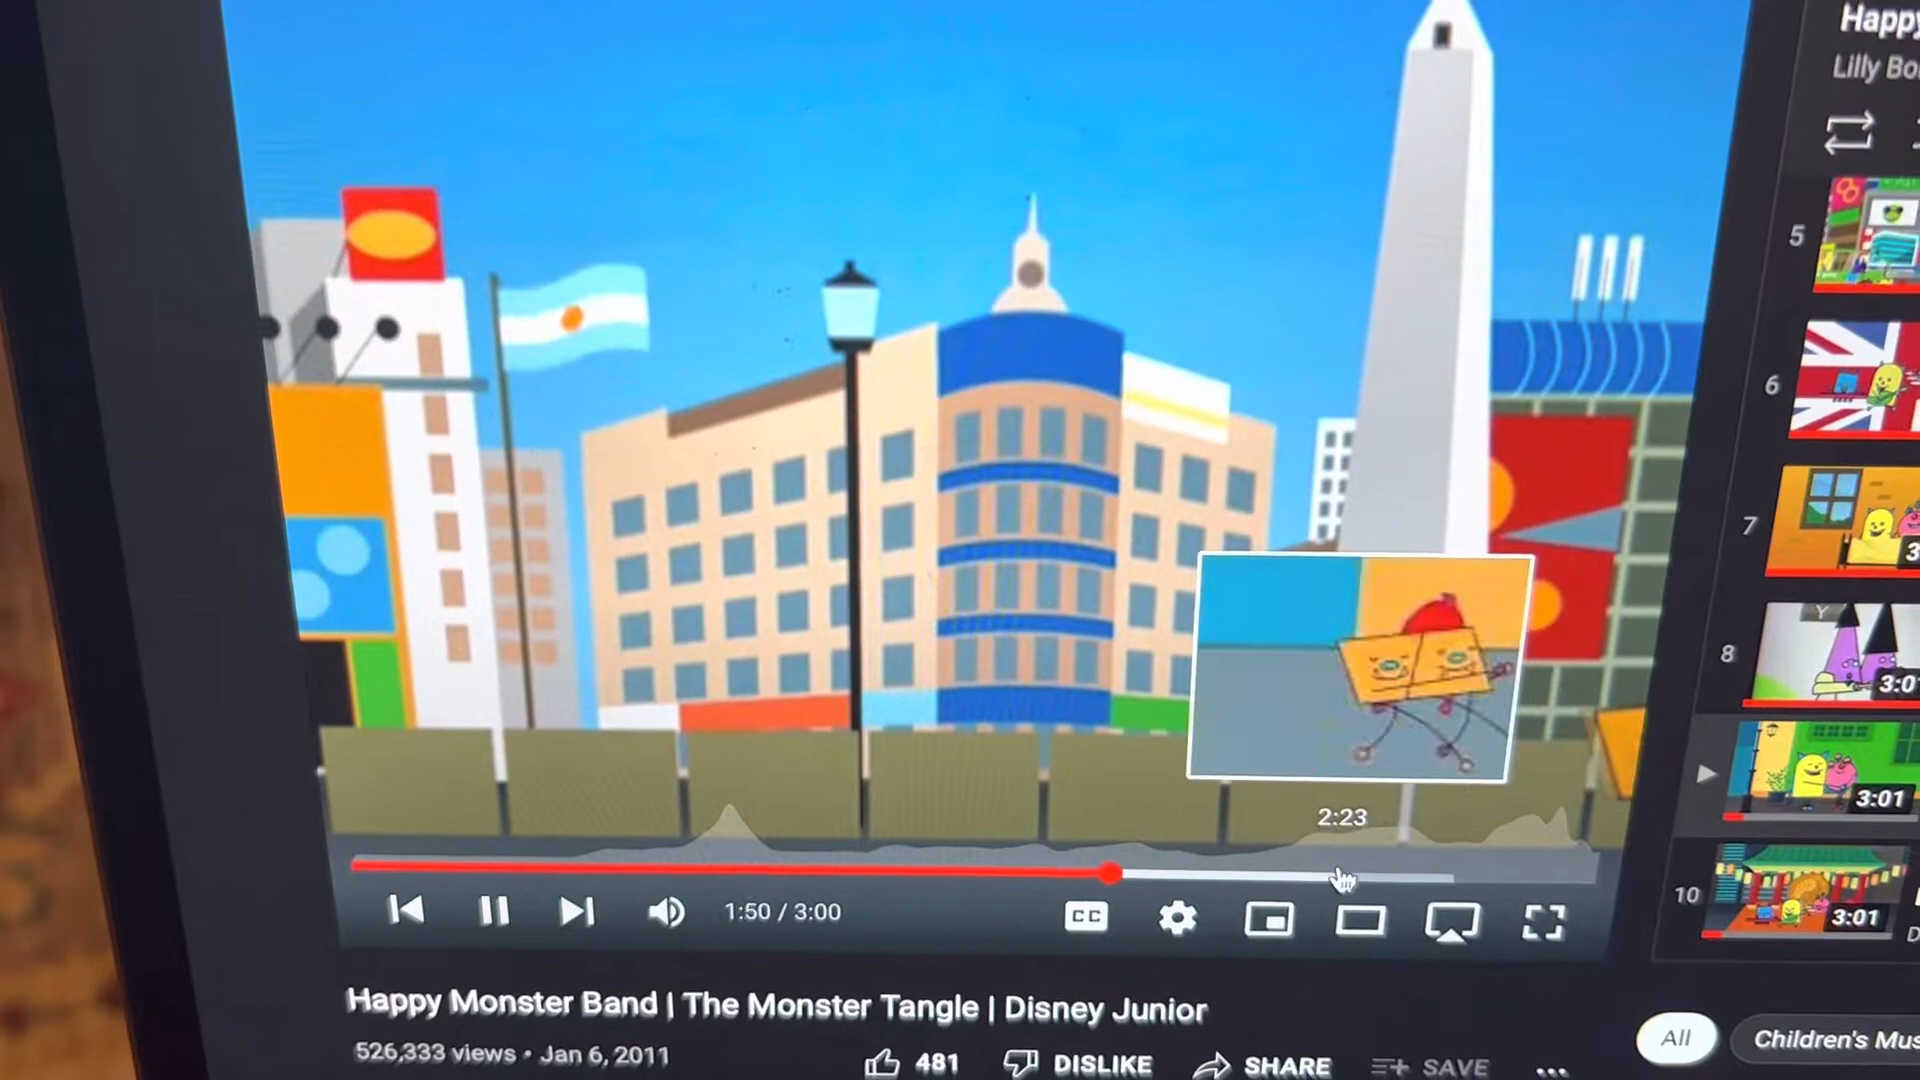 Happy
Lilly Bo
5
6
7
3
8
Y
3:0
3:01
10
3:01
D
2:23
1:50 / 3:00
CC
Happy Monster Band | The Monster Tangle | Disney Junior
526,333 views • Jan 6, 2011
481
DISLIKE
SHARE
SAVE
All
Children's Mus